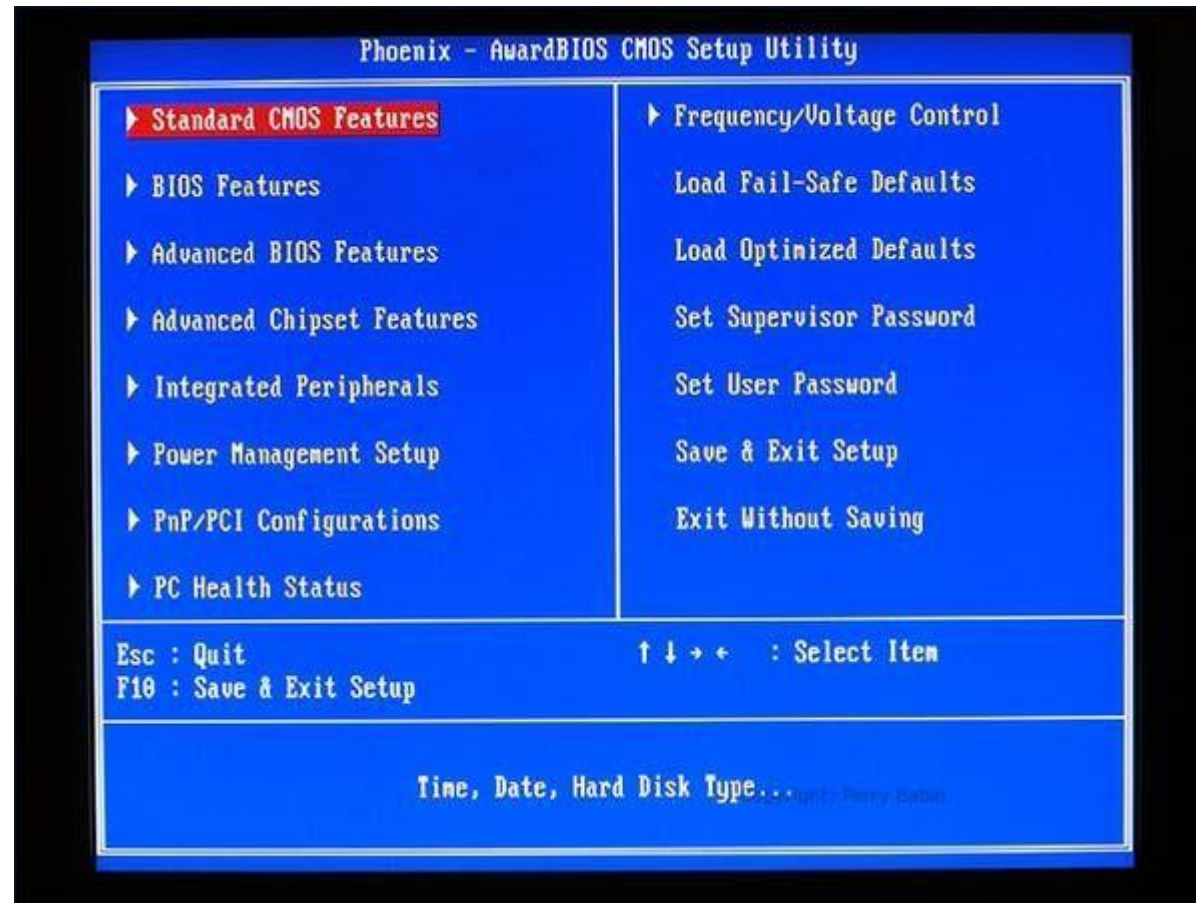 Phoenix - AwardBIOS CMOS Setup Utility
Standard CMOS Features
BIOS Features
Advanced BIOS Features
Advanced Chipset Features
Integrated Peripherals
Power Management Setup
PnP/PCI Configurations
PC Health Status
Frequency/Voltage Control
Load Fail-Safe Defaults
Load Optimized Defaults
Set Supervisor Password
Set User Password
Save & Exit Setup
Exit Without Saving
Esc : Quit
F10 : Save & Exit Setup
↑ ↓ → ← : Select Item
Time, Date, Hard Disk Type...
Perry Babin